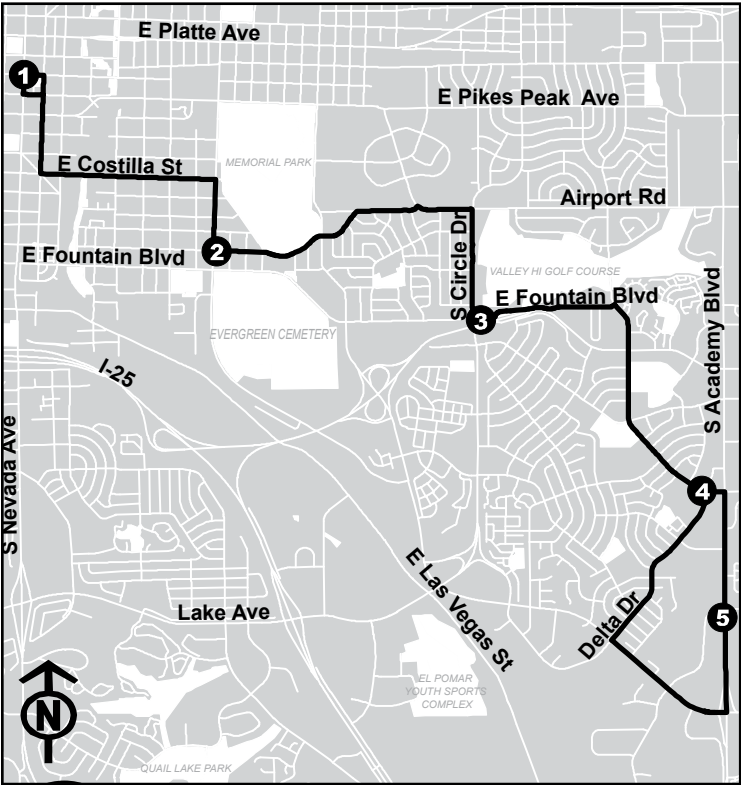 E Platte Ave
1
E Pikes Peak Ave
E Costilla St
MEMORIAL PARK
Airport Rd
E Fountain Blvd
2
S Circle Dr
VALLEY HI GOLF COURSE
E Fountain Blvd
3
S Academy Blvd
EVERGREEN CEMETERY
I-25
S Nevada Ave
4
E Las Vegas St
Lake Ave
Delta Dr
5
EL POMAR
YOUTH SPORTS
COMPLEX
N
QUAIL LAKE PARK